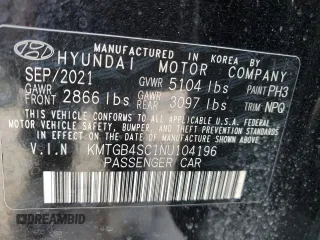 MANUFACTURED IN KOREA BY
HYUNDAI MOTOR COMPANY
SEP/2021 GVWR 5104 lbs PAINT PH3
GAWR FRONT 2866 lbs GAWR REAR 3097 lbs TRIM NPQ
THIS VEHICLE CONFORMS TO ALL APPLICABLE
FEDERAL MOTOR VEHICLE SAFETY, BUMPER, AND
THEFT PREVENTION STANDARDS IN EFFECT ON
THE DATE OF MANUFACTURE SHOWN ABOVE.
V.I.N KMTGB4SC1NU104196
PASSENGER CAR
BIDFAX.INFO